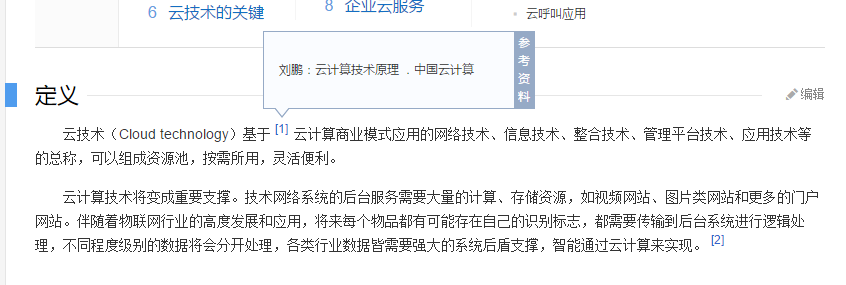 6 云技术的关键
8 企业云服务
云呼叫应用
刘鹏：云计算技术原理 ．中国云计算
参考资料
定义
编辑
云技术（Cloud technology）基于 [1] 云计算商业模式应用的网络技术、信息技术、整合技术、管理平台技术、应用技术等
的总称，可以组成资源池，按需所用，灵活便利。
云计算技术将变成重要支撑。技术网络系统的后台服务需要大量的计算、存储资源，如视频网站、图片类网站和更多的门户
网站。伴随着物联网行业的高度发展和应用，将来每个物品都有可能存在自己的识别标志，都需要传输到后台系统进行逻辑处
理，不同程度级别的数据将会分开处理，各类行业数据皆需要强大的系统后盾支撑，智能通过云计算来实现。 [2]